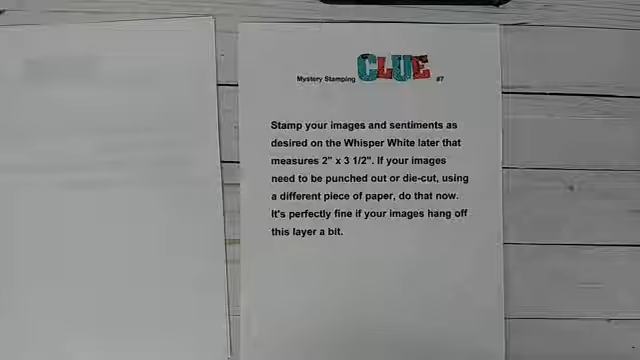 Mystery Stamping CLUE #7
Stamp your images and sentiments as
desired on the Whisper White later that
measures 2" x 3 1/2". If your images
need to be punched out or die-cut, using
a different piece of paper, do that now.
It's perfectly fine if your images hang off
this layer a bit.